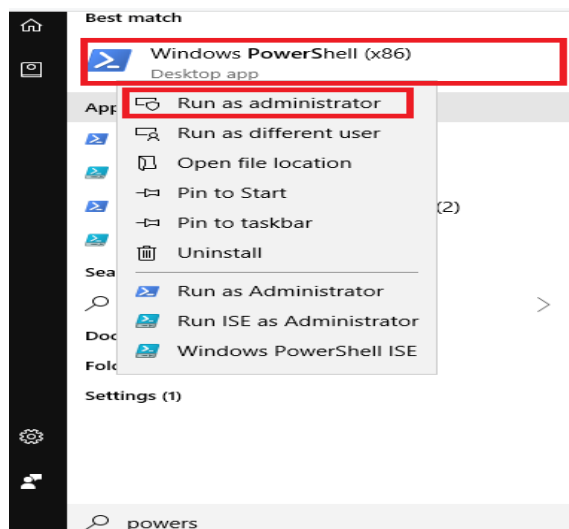 Best match
Windows PowerShell (x86)
Desktop app
App
Run as administrator
Run as different user
Open file location
Pin to Start
(2)
Pin to taskbar
Uninstall
Sea
Run as Administrator
Run ISE as Administrator
Doc
Windows PowerShell ISE
Fold
Settings (1)
powers